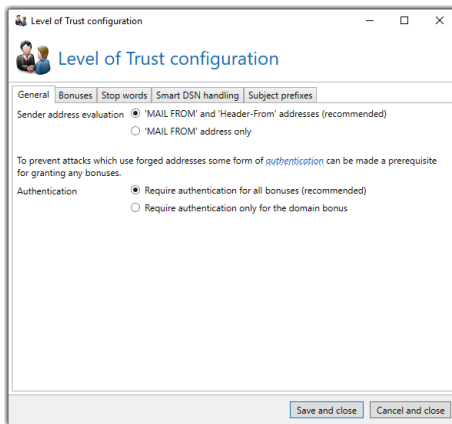 Level of Trust configuration
Level of Trust configuration
General Bonuses Stop words Smart DSN handling Subject prefixes
Sender address evaluation 'MAIL FROM' and 'Header-From' addresses (recommended)
'MAIL FROM' address only
To prevent attacks which use forged addresses some form of authentication can be made a prerequisite
for granting any bonuses.
Authentication Require authentication for all bonuses (recommended)
Require authentication only for the domain bonus
Save and close Cancel and close